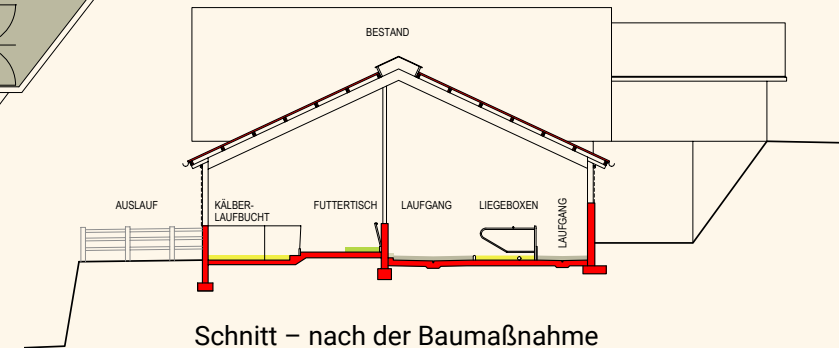 BESTAND
AUSLAUF
KÄLBER-
LAUFBUCHT
FUTTERTISCH
LAUFGANG
LIEGEBOXEN
LAUFGANG
Schnitt – nach der Baumaßnahme